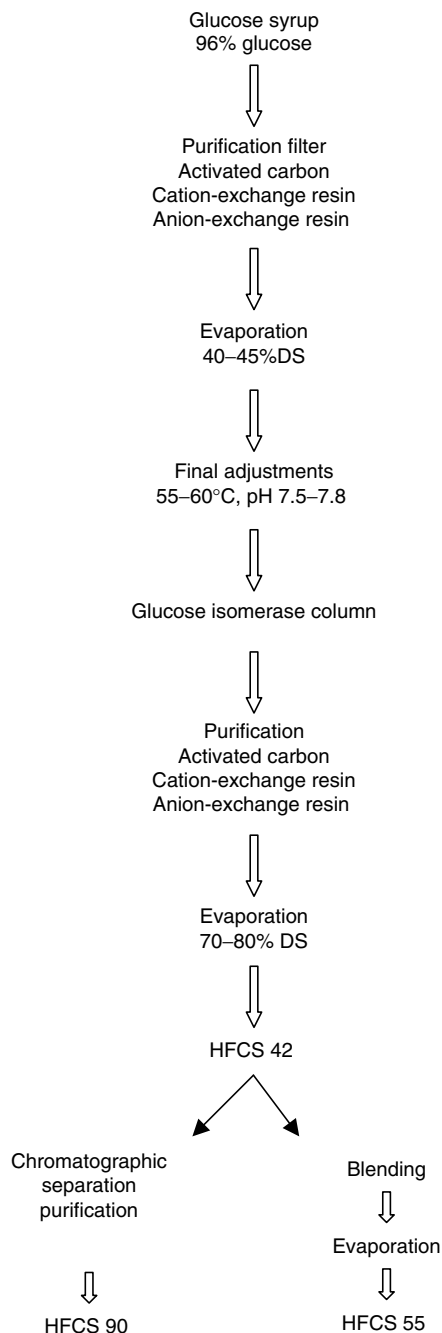 Glucose syrup
96% glucose
Purification filter
Activated carbon
Cation-exchange resin
Anion-exchange resin
Evaporation
40–45%DS
Final adjustments
55–60°C, pH 7.5–7.8
Glucose isomerase column
Purification
Activated carbon
Cation-exchange resin
Anion-exchange resin
Evaporation
70–80% DS
HFCS 42
Chromatographic
separation
purification
HFCS 90
Blending
Evaporation
HFCS 55